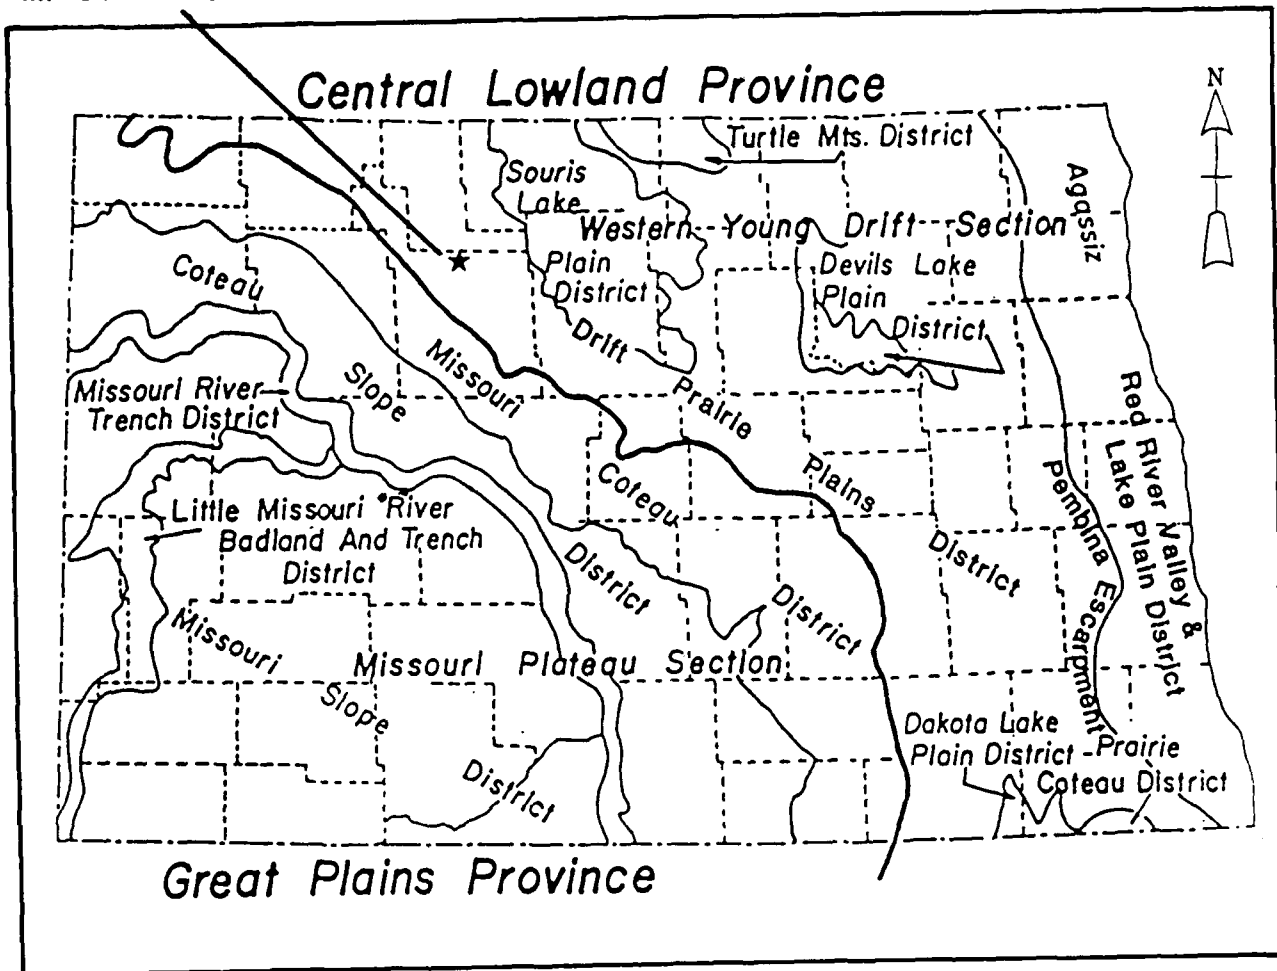 Central Lowland Province
N
Turtle Mts. District
Souris
Lake
Plain
District
Western Young Drift Section
Agassiz
Devils Lake
Plain
District
Coteau
Slope
District
Missouri
Coteau
District
Drift
Prairie
Plains
District
Missouri River
Trench District
Red River Valley &
Lake Plain District
Pembina Escarpment
Little Missouri River
Badland And Trench
District
Missouri
Slope
District
Missouri Plateau Section
Dakota Lake
Plain District
Prairie
Coteau District
Great Plains Province